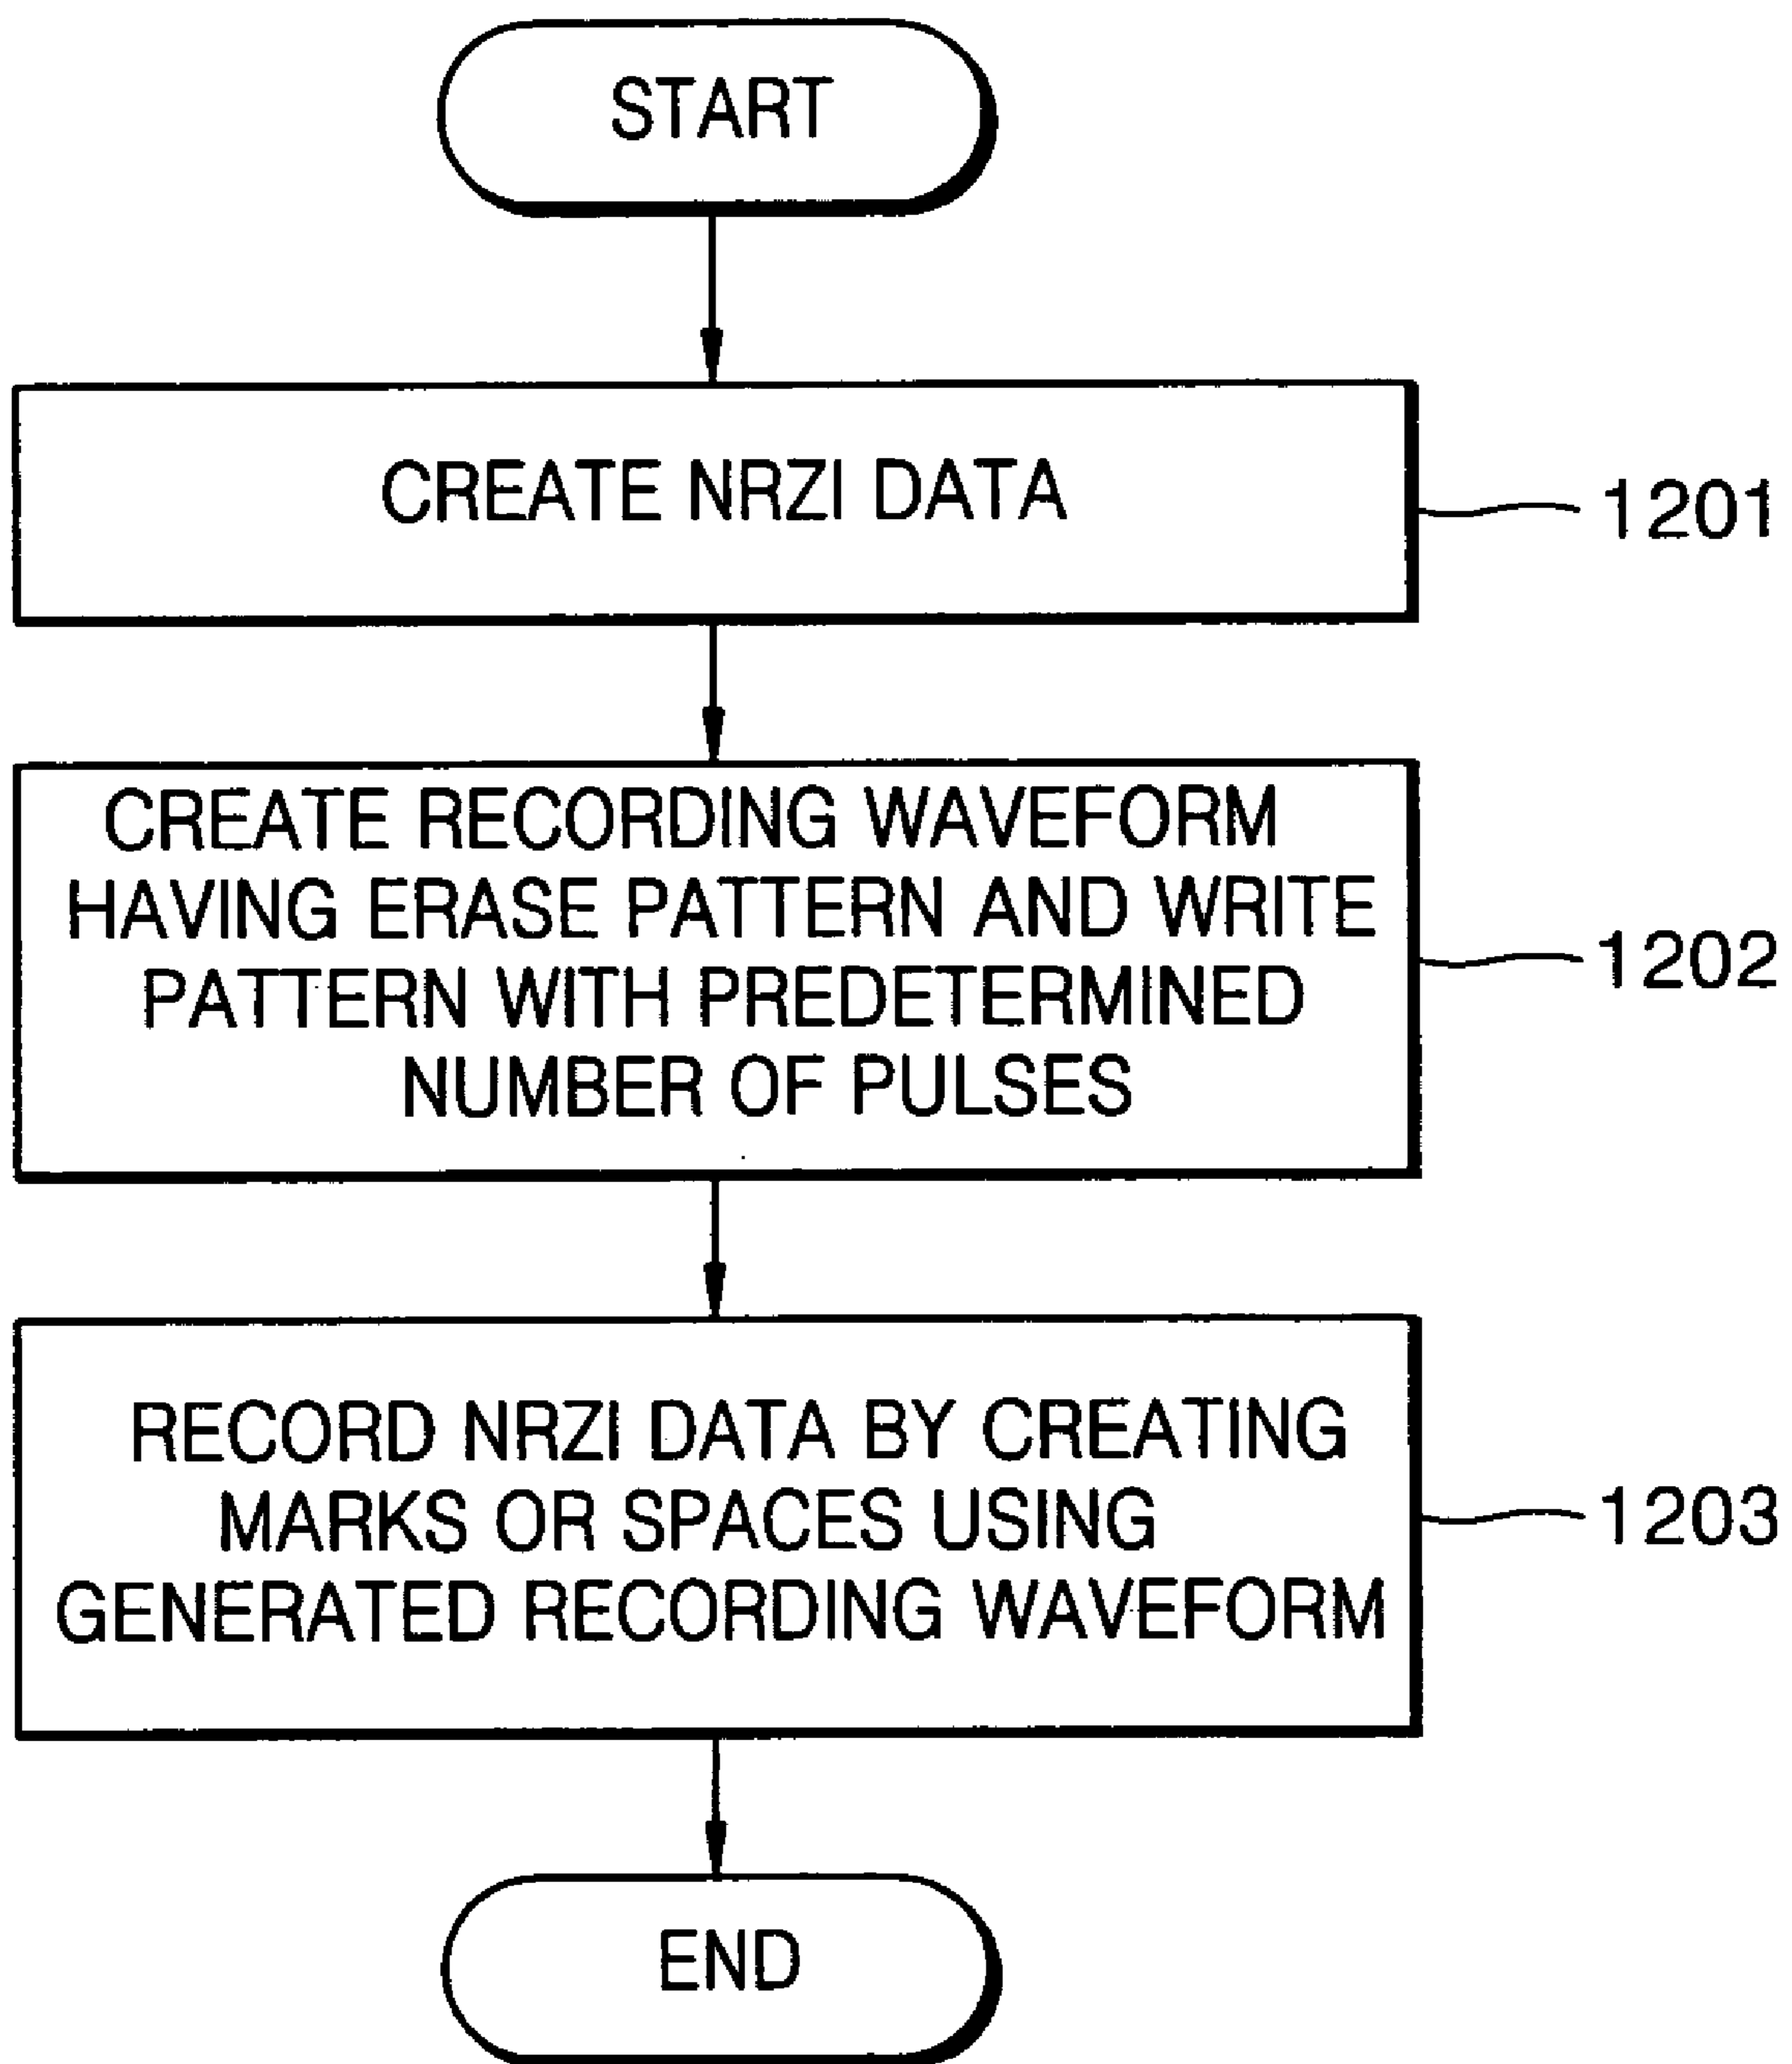 START
CREATE NRZI DATA
1201
CREATE RECORDING WAVEFORM
HAVING ERASE PATTERN AND WRITE
PATTERN WITH PREDETERMINED
NUMBER OF PULSES
1202
RECORD NRZI DATA BY CREATING
MARKS OR SPACES USING
GENERATED RECORDING WAVEFORM
1203
END